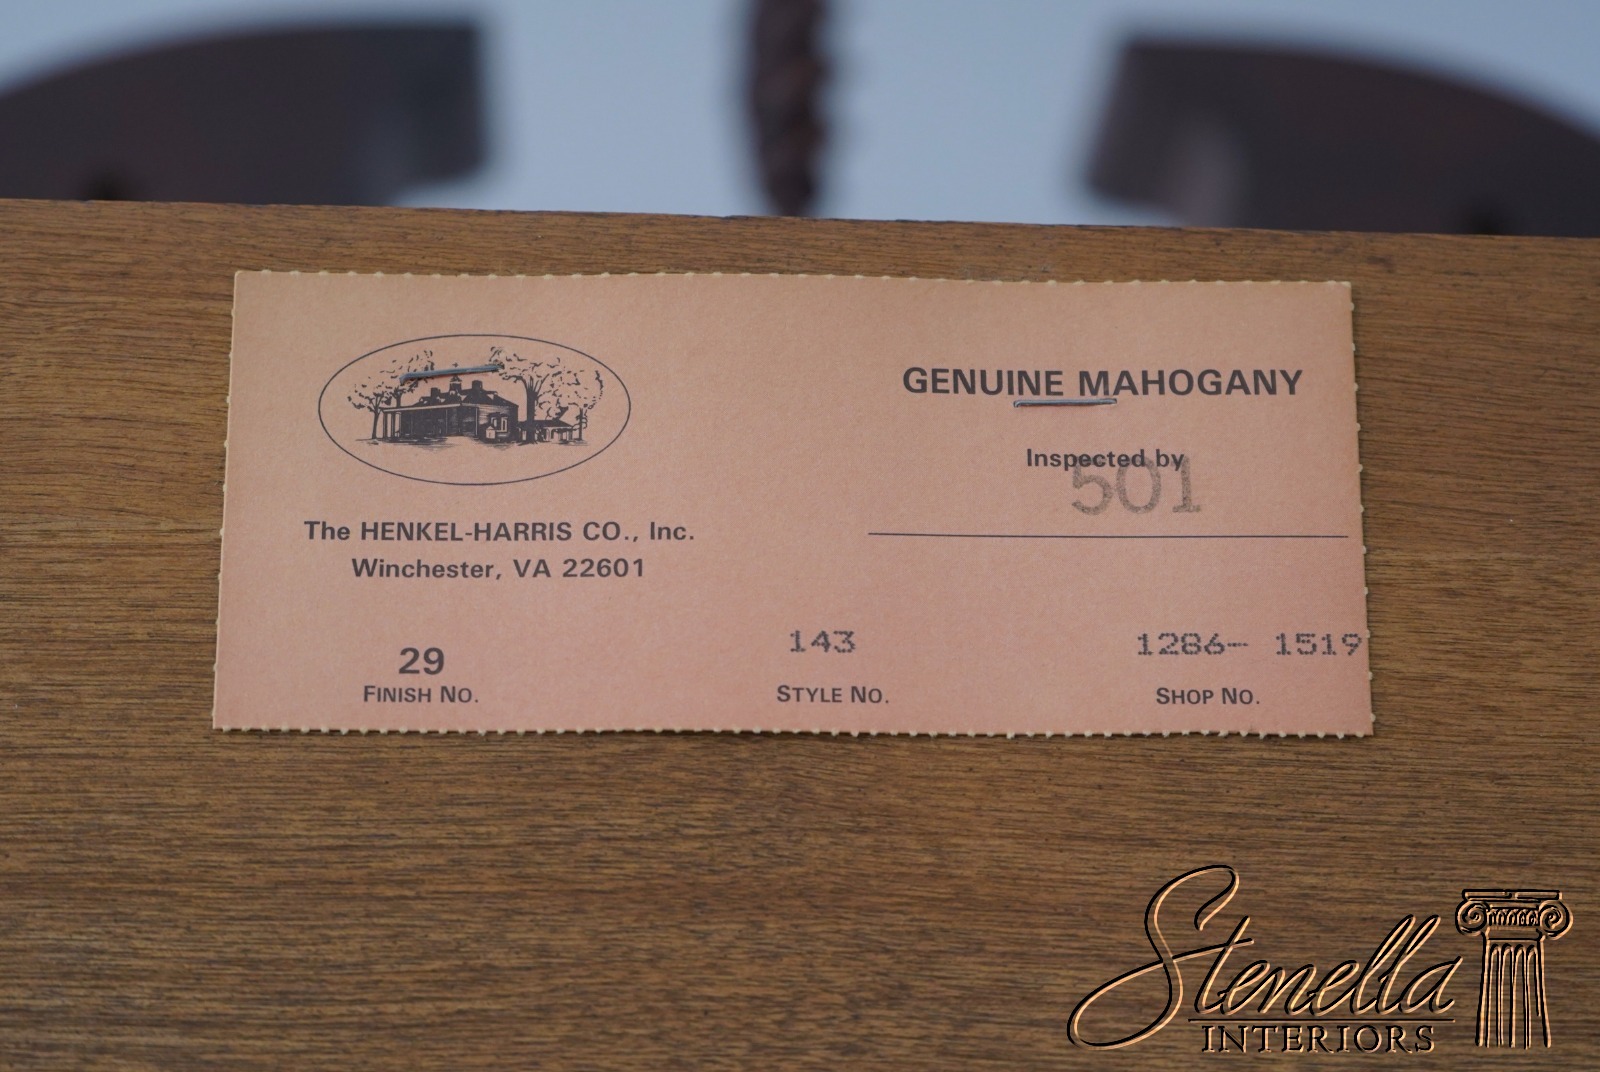 GENUINE MAHOGANY
Inspected by
501
The HENKEL-HARRIS CO., Inc.
Winchester, VA 22601
29
FINISH NO.
143
STYLE NO.
1286- 1519
SHOP NO.
Stenella
INTERIORS